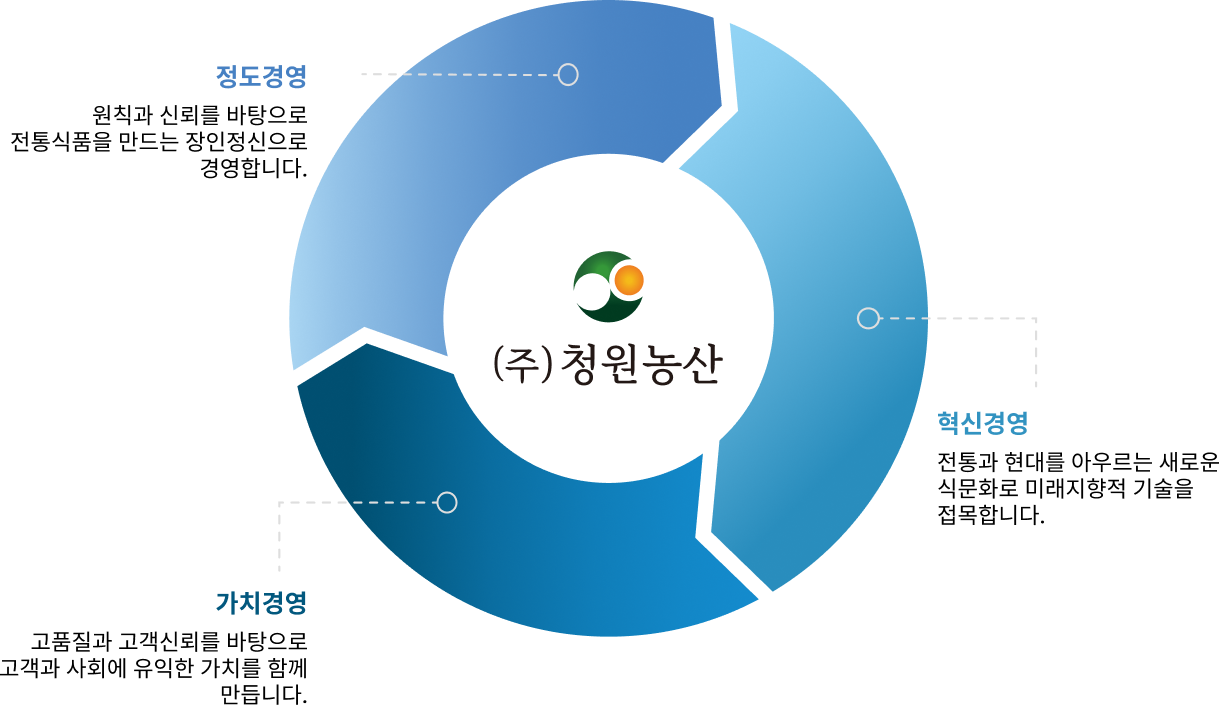 정도경영
원칙과 신뢰를 바탕으로
전통식품을 만드는 장인정신으로
경영합니다.
(주)청원농산
혁신경영
전통과 현대를 아우르는 새로운
식문화로 미래지향적 기술을
접목합니다.
가치경영
고품질과 고객신뢰를 바탕으로
고객과 사회에 유익한 가치를 함께
만듭니다.